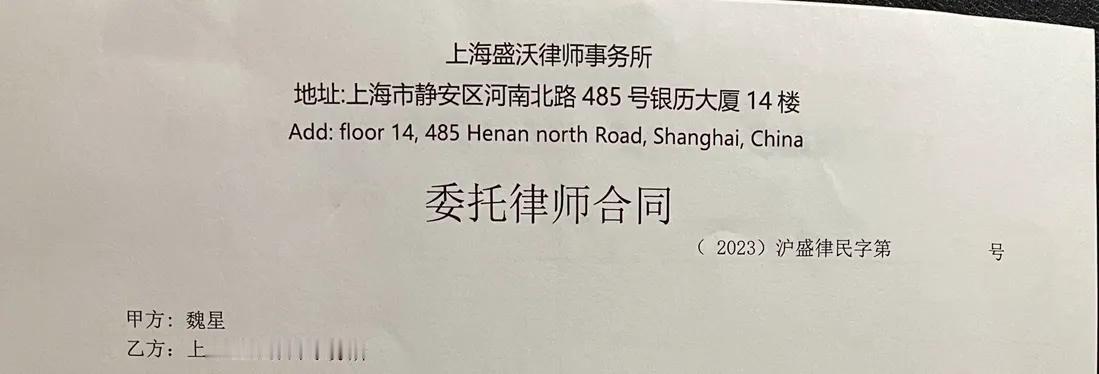 上海盛沃律师事务所
地址:上海市静安区河南北路 485 号银历大厦 14 楼
Add: floor 14, 485 Henan north Road, Shanghai, China
委托律师合同
（ 2023）沪盛律民字第 号
甲方: 魏星
乙方: 上